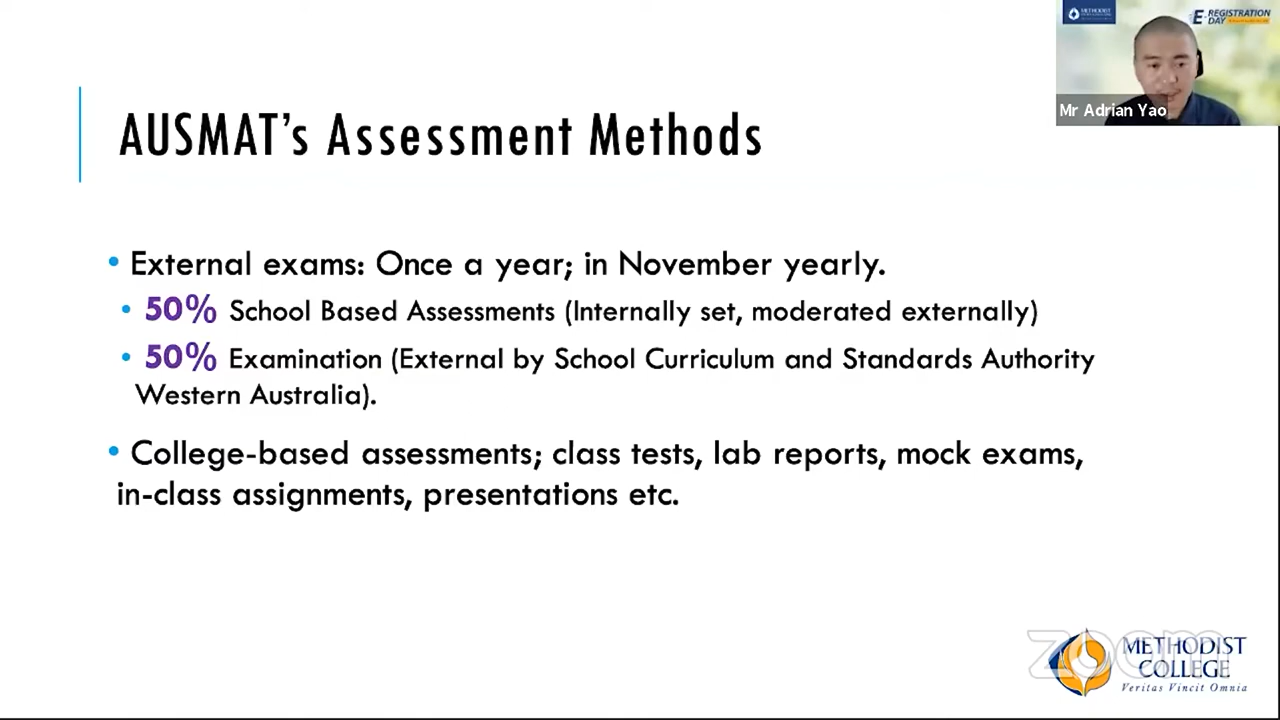 METHODIST
E-REGISTRATION
DAY
Mr Adrian Yao
AUSMAT's Assessment Methods
• External exams: Once a year; in November yearly.
• 50% School Based Assessments (Internally set, moderated externally)
• 50% Examination (External by School Curriculum and Standards Authority
Western Australia).
• College-based assessments; class tests, lab reports, mock exams,
in-class assignments, presentations etc.
zoom
METHODIST
COLLEGE
Veritas Vincit Omnia